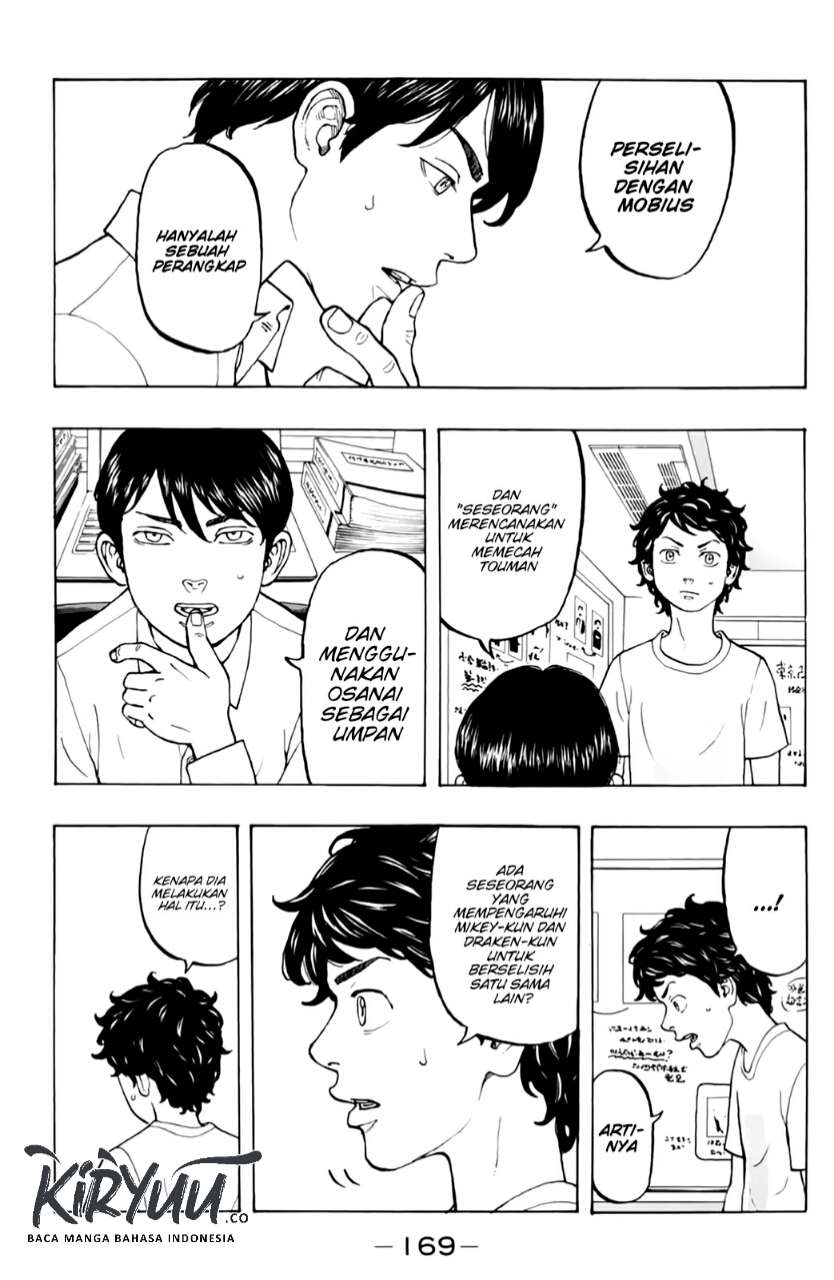 PERSELI-
SIHAN
DENGAN
MOBIUS
HANYALAH
SEBUAH
PERANGKAP
DAN
"SESEORANG"
MERENCANAKAN
UNTUK
MEMECAH
TOUMAN
DAN
MENGGU-
NAKAN
OSANAI
SEBAGAI
UMPAN
...!
ARTI-
NYA
ADA
SESEORANG
YANG
MEMPENGARUHI
MIKEY-KUN DAN
DRAKEN-KUN
UNTUK
BERSELISIH
SATU SAMA
LAIN?
KENAPA DIA
MELAKUKAN
HAL ITU...?
KIRYUU
.CO
BACA MANGA BAHASA INDONESIA
-169-